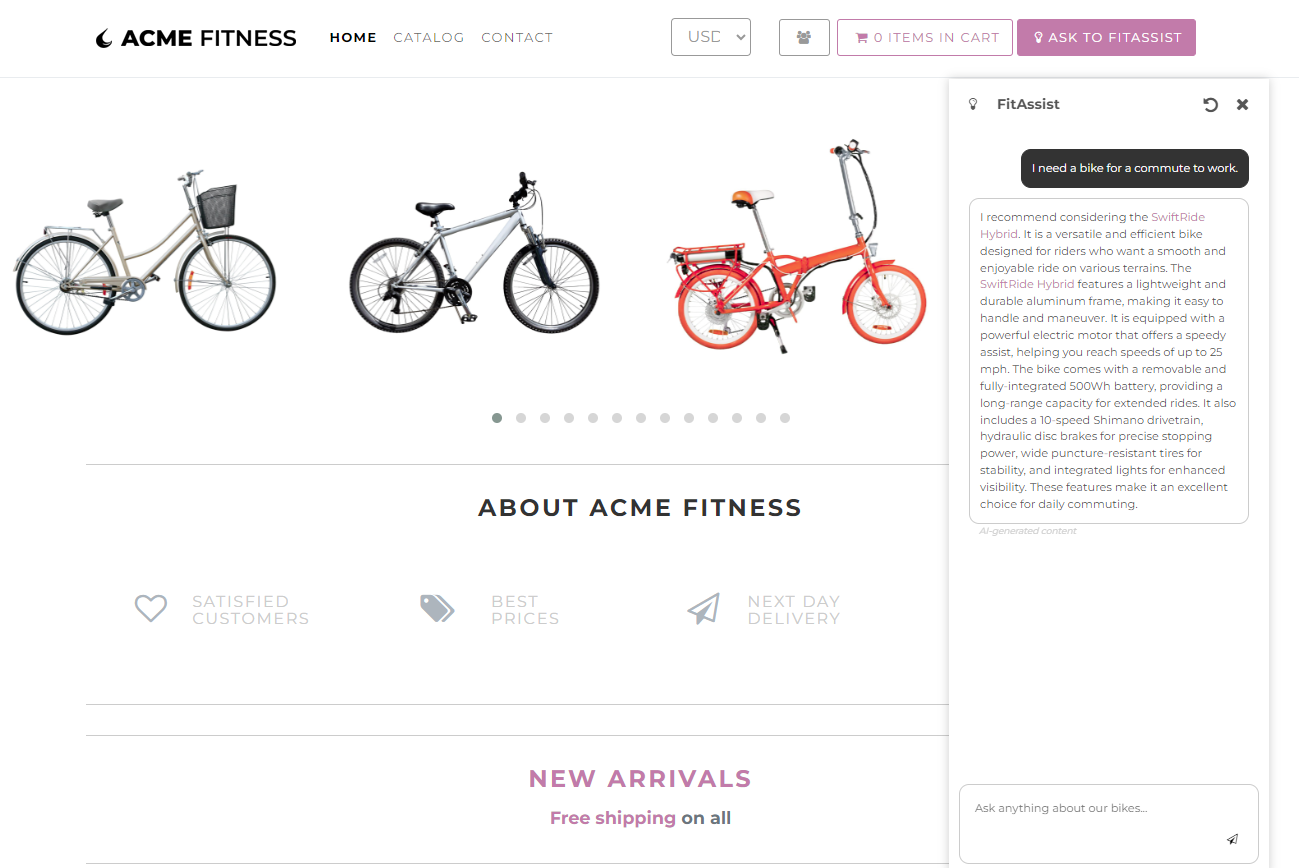 ACME FITNESS
HOME CATALOG CONTACT
USD
0 ITEMS IN CART
ASK TO FITASSIST
FitAssist
I need a bike for a commute to work.
I recommend considering the SwiftRide
Hybrid. It is a versatile and efficient bike
designed for riders who want a smooth and
enjoyable ride on various terrains. The
SwiftRide Hybrid features a lightweight and
durable aluminum frame, making it easy to
handle and maneuver. It is equipped with a
powerful electric motor that offers a speedy
assist, helping you reach speeds of up to 25
mph. The bike comes with a removable and
fully-integrated 500Wh battery, providing a
long-range capacity for extended rides. It also
includes a 10-speed Shimano drivetrain,
hydraulic disc brakes for precise stopping
power, wide puncture-resistant tires for
stability, and integrated lights for enhanced
visibility. These features make it an excellent
choice for daily commuting.
AI-generated content
Ask anything about our bikes...
ABOUT ACME FITNESS
SATISFIED
CUSTOMERS
BEST
PRICES
NEXT DAY
DELIVERY
NEW ARRIVALS
Free shipping on all